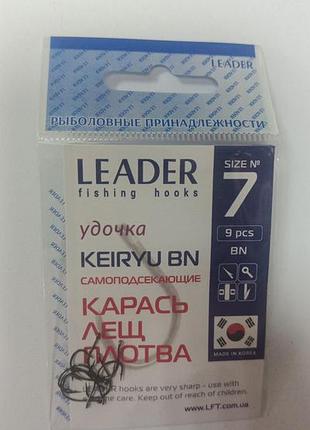 LEADER
РЫБОЛОВНЫЕ ПРИНАДЛЕЖНОСТИ
LEADER
fishing hooks
SIZE №
7
9 pcs
BN
удочка
KEIRYU BN
САМОПОДСЕКАЮЩИЕ
КАРАСЬ
ЛЕЩ
ПЛОТВА
MADE IN KOREA
hooks are very sharp - use with
care. Keep out of reach of children.
www.LFT.com.ua